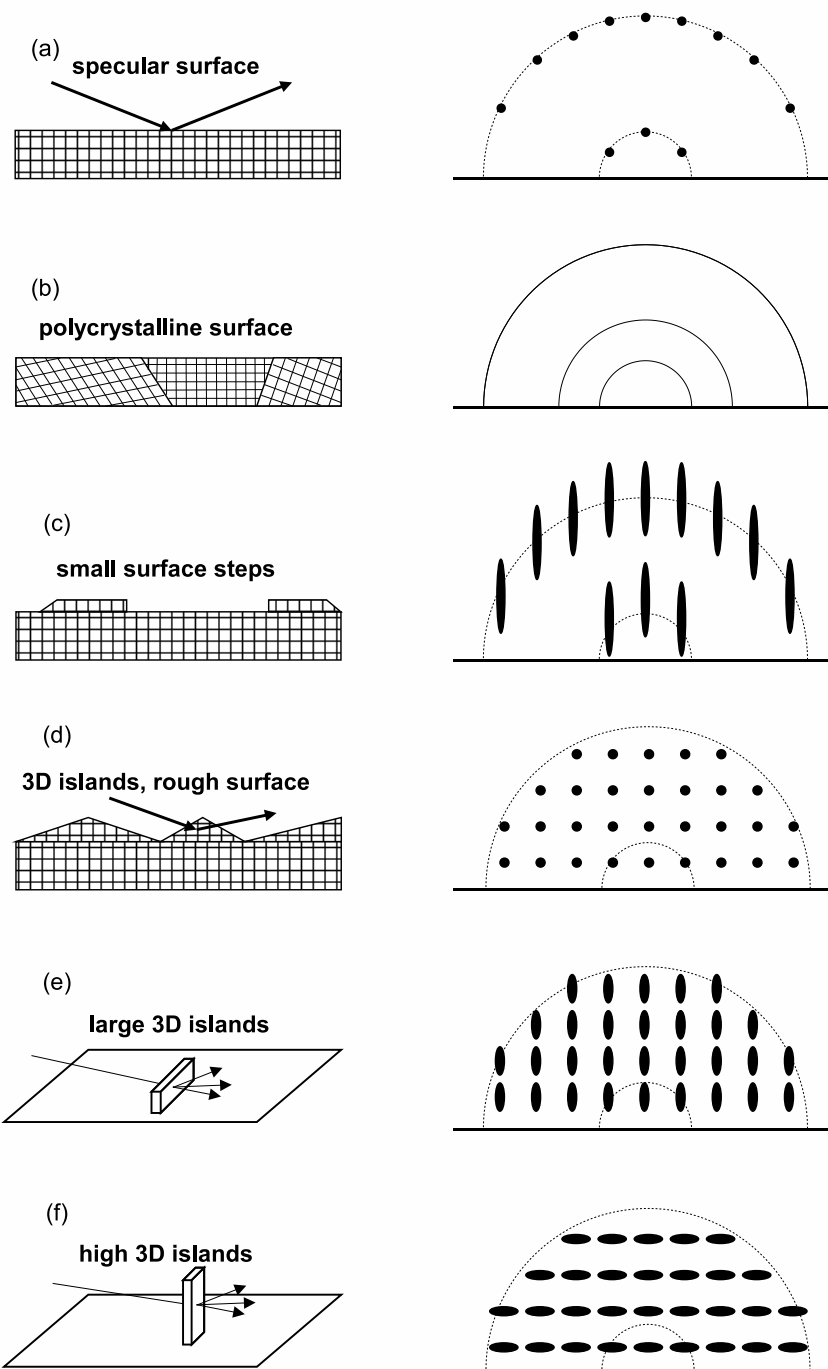 (a)
specular surface
(b)
polycrystalline surface
(c)
small surface steps
(d)
3D islands, rough surface
(e)
large 3D islands
(f)
high 3D islands